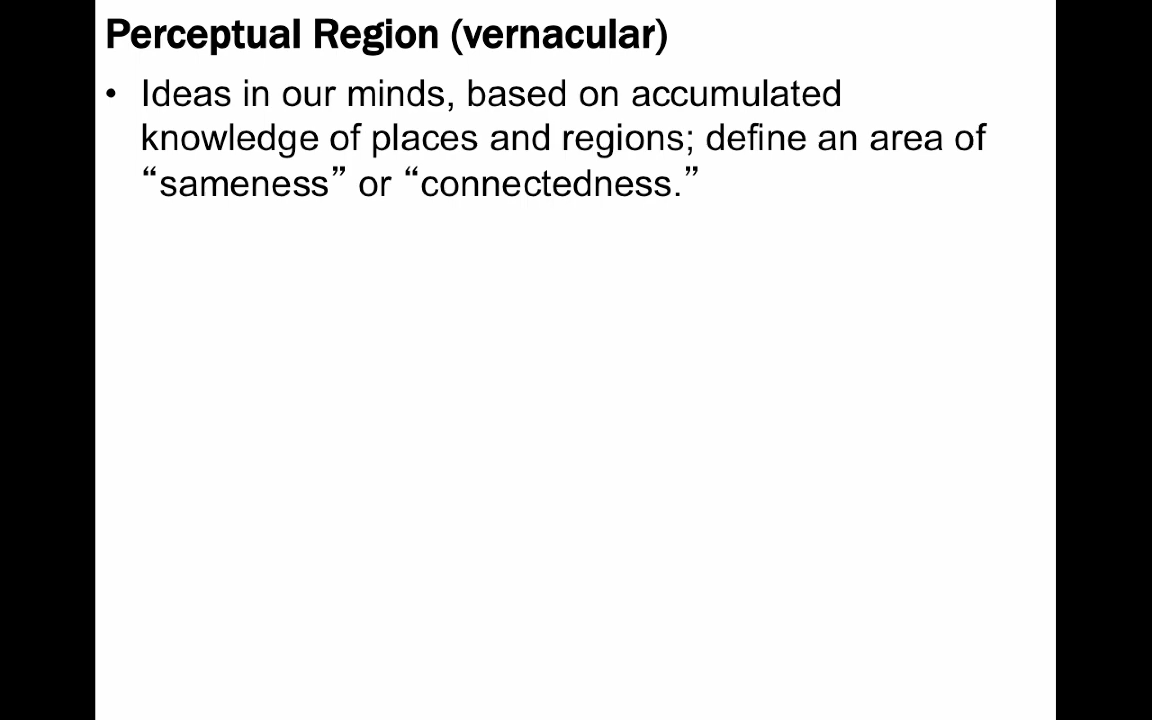 Perceptual Region (vernacular)
• Ideas in our minds, based on accumulated
knowledge of places and regions; define an area of
“sameness” or “connectedness.”